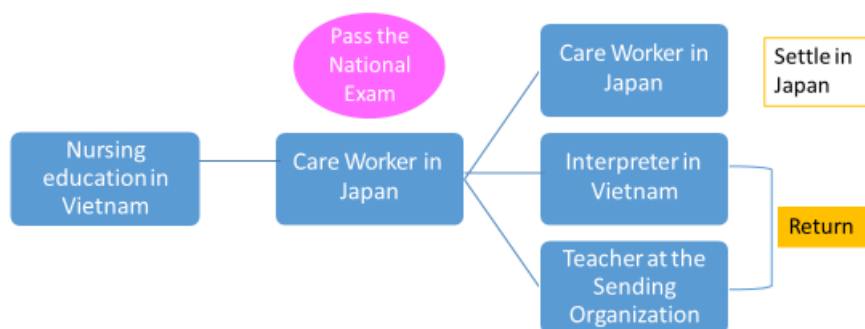 Pass the
National
Exam
Care Worker in
Japan
Settle in
Japan
Nursing
education in
Vietnam
Care Worker in
Japan
Interpreter in
Vietnam
Return
Teacher at the
Sending
Organization